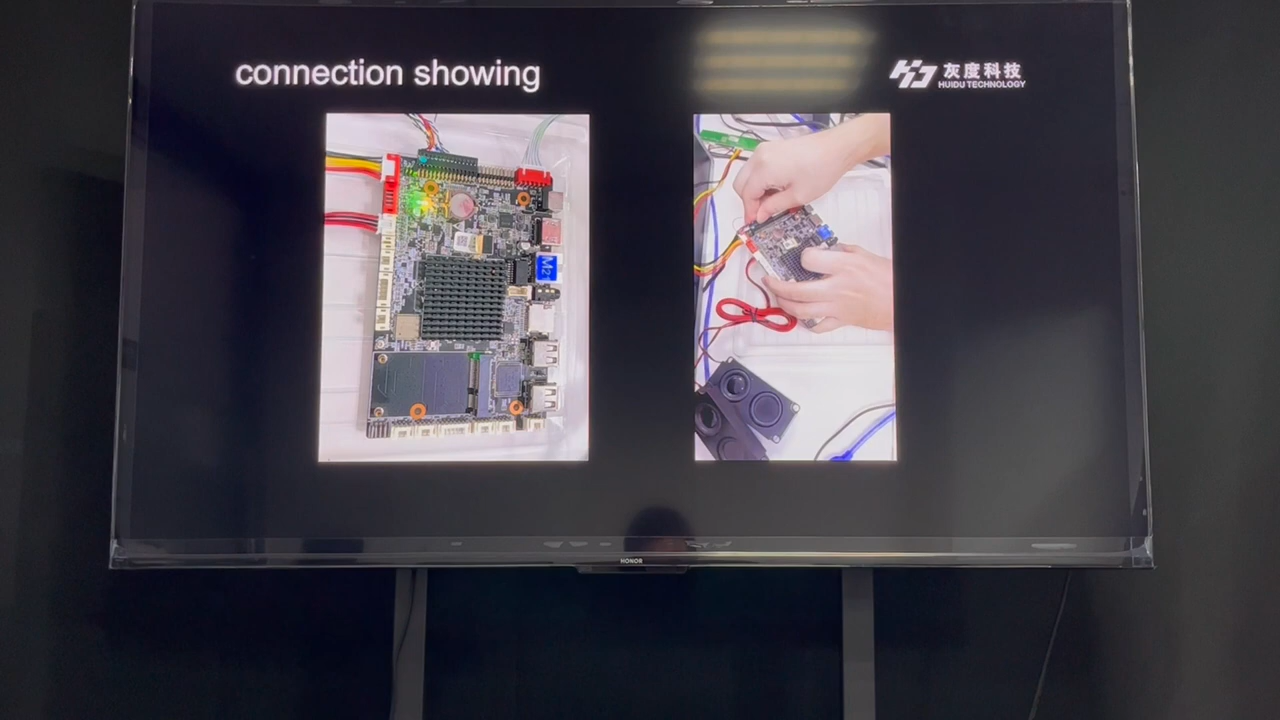 connection showing
灰度科技
HUIDU TECHNOLOGY
M2
HONOR